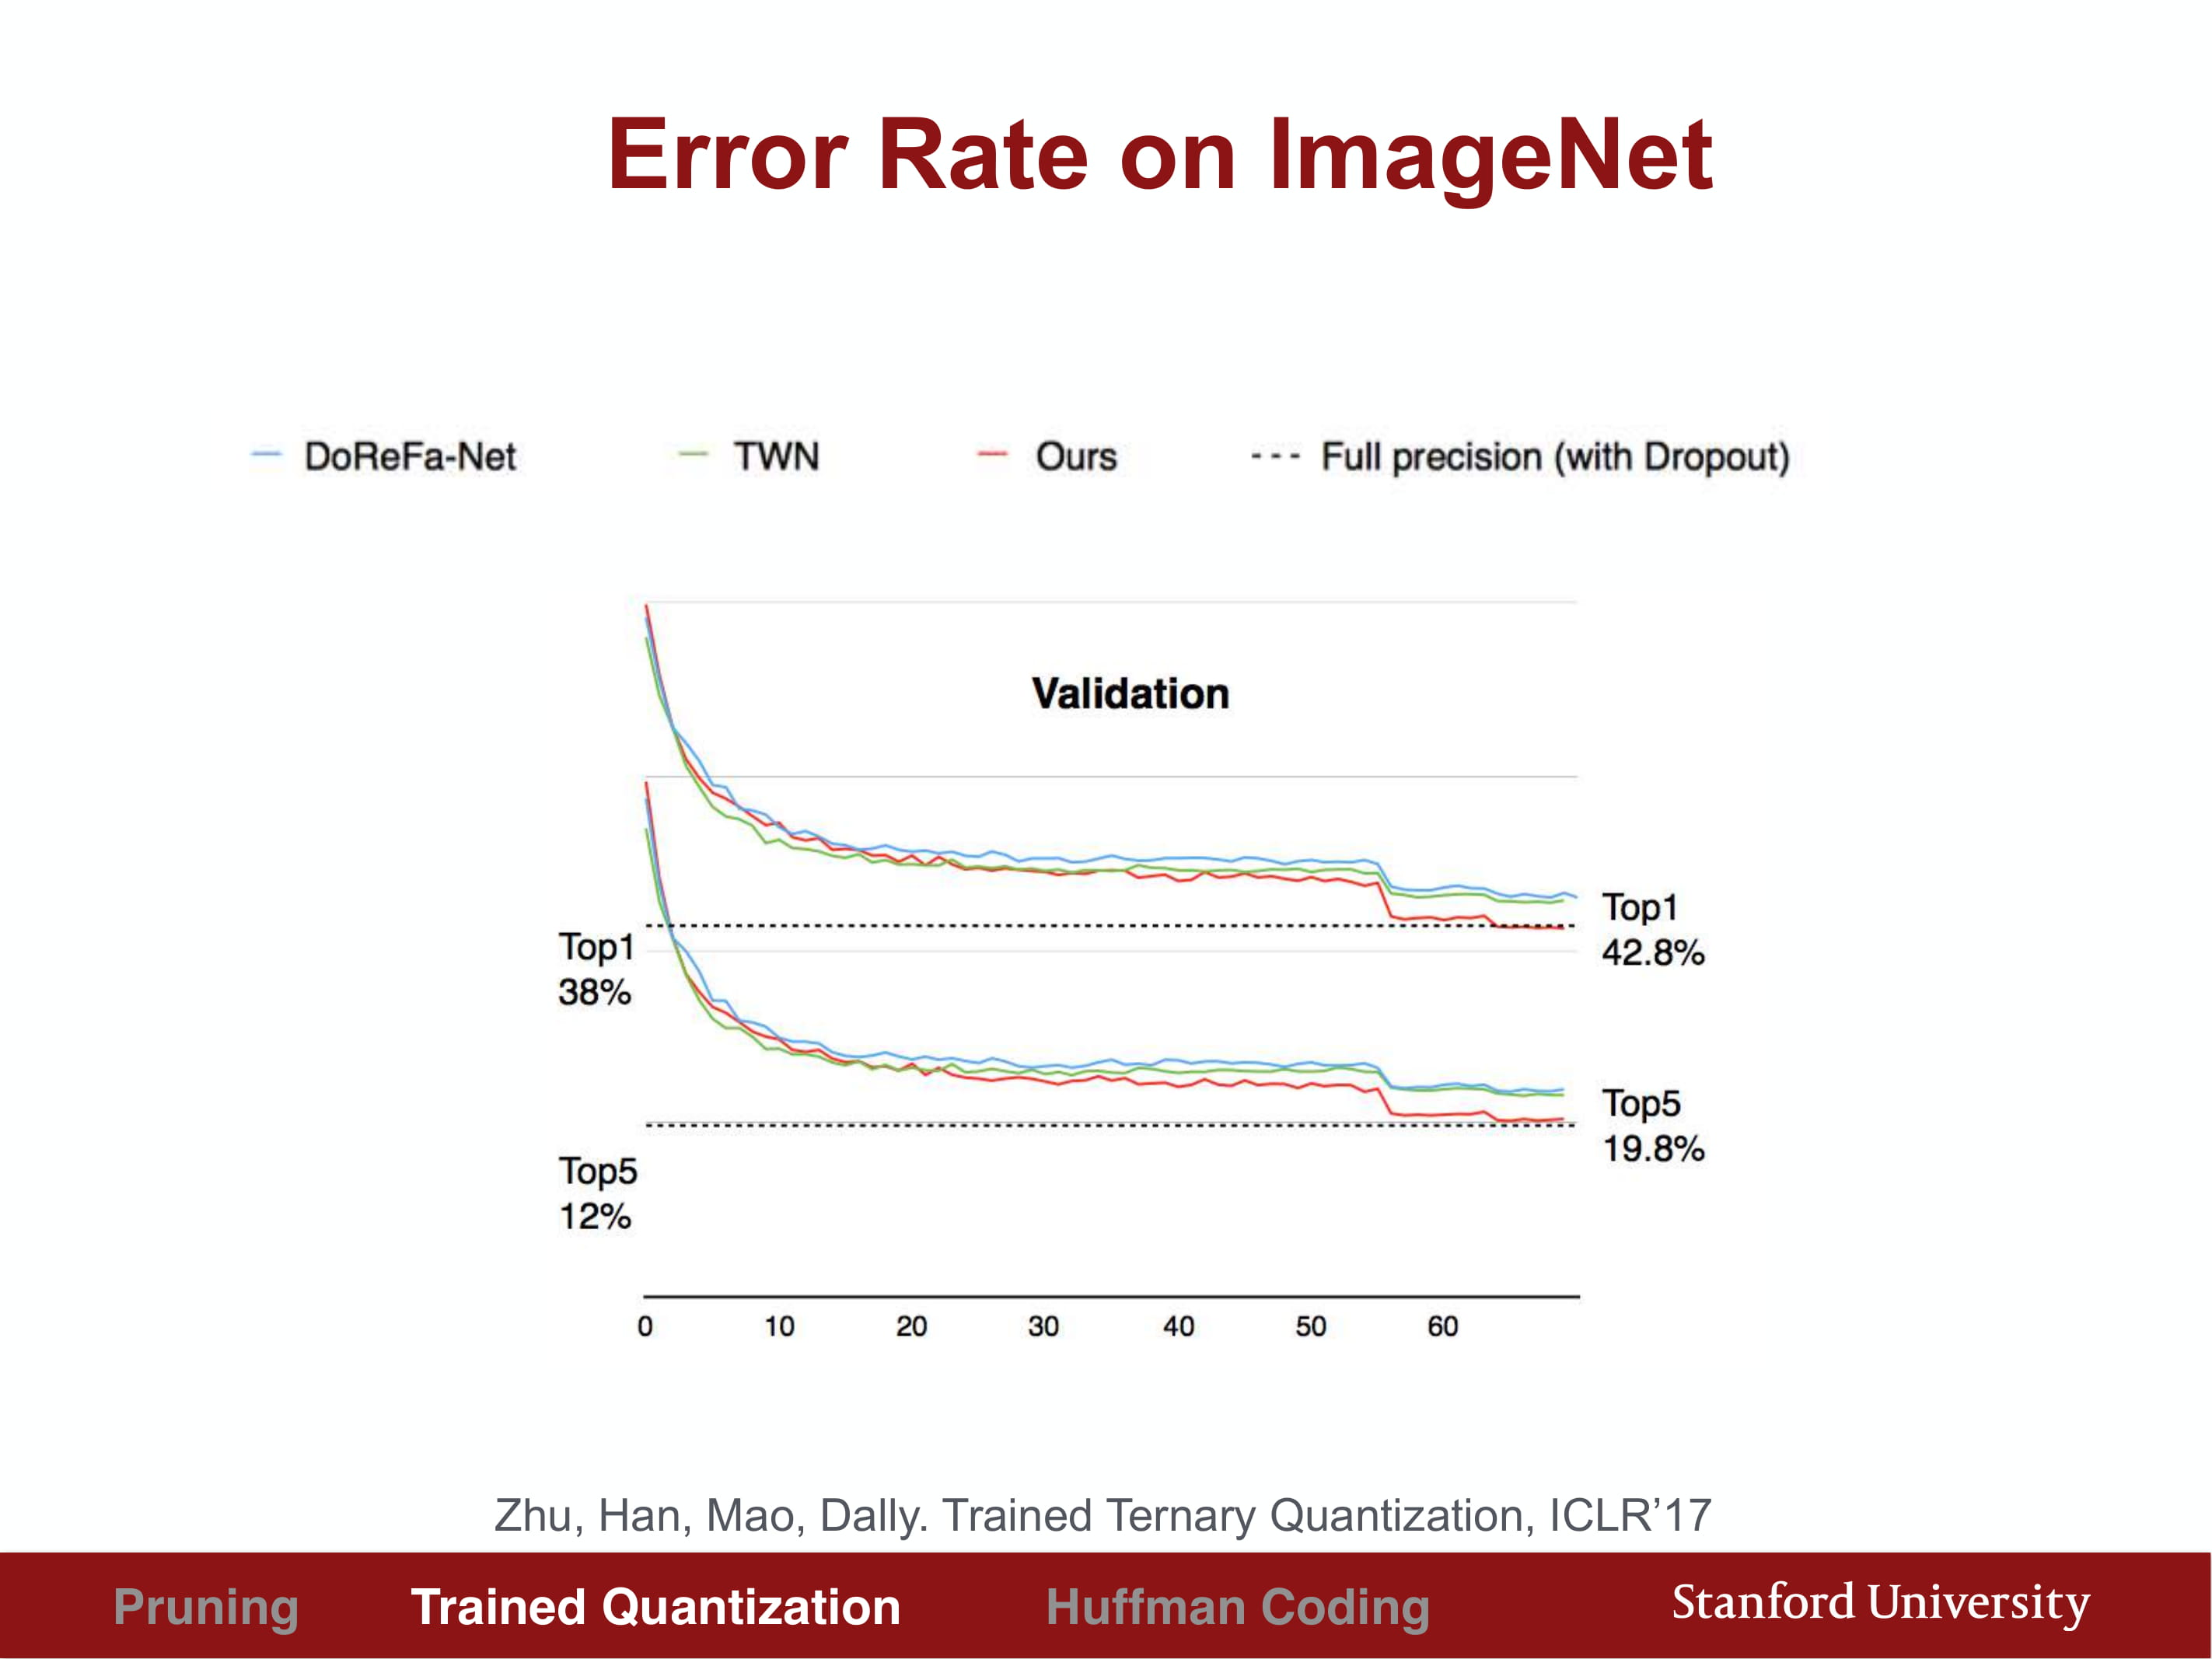 Error Rate on ImageNet
DoReFa-Net TWN Ours Full precision (with Dropout)
Validation
Top1
38%
Top1
42.8%
Top5
12%
Top5
19.8%
0 10 20 30 40 50 60
Zhu, Han, Mao, Dally. Trained Ternary Quantization, ICLR’17
Pruning Trained Quantization Huffman Coding Stanford University